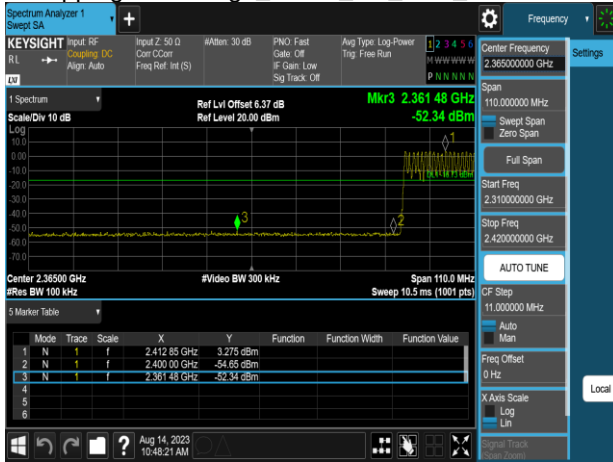 Spectrum Analyzer 1
Swept SA
Frequency
KEYSIGHT
RL
Input: RF
Coupling: DC
Align: Auto
Input Z: 50 Ω
Corr CCorr
Freq Ref: Int (S)
#Atten: 30 dB
PNO: Fast
Gate: Off
IF Gain: Low
Sig Track: Off
Avg Type: Log-Power
Trig: Free Run
1 2 3 4 5 6
M W W W W W
P N N N N N
LXI
1 Spectrum
Scale/Div 10 dB
Ref Lvl Offset 6.37 dB
Ref Level 20.00 dBm
Mkr3 2.361 48 GHz
-52.34 dBm
Log
10.0
0.00
-10.0
-20.0
-30.0
-40.0
-50.0
-60.0
-70.0
1
2
3
Center 2.36500 GHz
#Res BW 100 kHz
#Video BW 300 kHz
Span 110.0 MHz
Sweep 10.5 ms (1001 pts)
5 Marker Table
Mode Trace Scale X Y Function Function Width Function Value
1 N 1 f 2.412 85 GHz 3.275 dBm
2 N 1 f 2.400 00 GHz -54.65 dBm
3 N 1 f 2.361 48 GHz -52.34 dBm
4
5
6
Aug 14, 2023
10:48:21 AM
Center Frequency
2.365000000 GHz
Span
110.000000 MHz
Swept Span
Zero Span
Full Span
Start Freq
2.310000000 GHz
Stop Freq
2.420000000 GHz
AUTO TUNE
CF Step
11.000000 MHz
Auto
Man
Freq Offset
0 Hz
X Axis Scale
Log
Lin
Signal Track
(Span Zoom)
Settings
Local